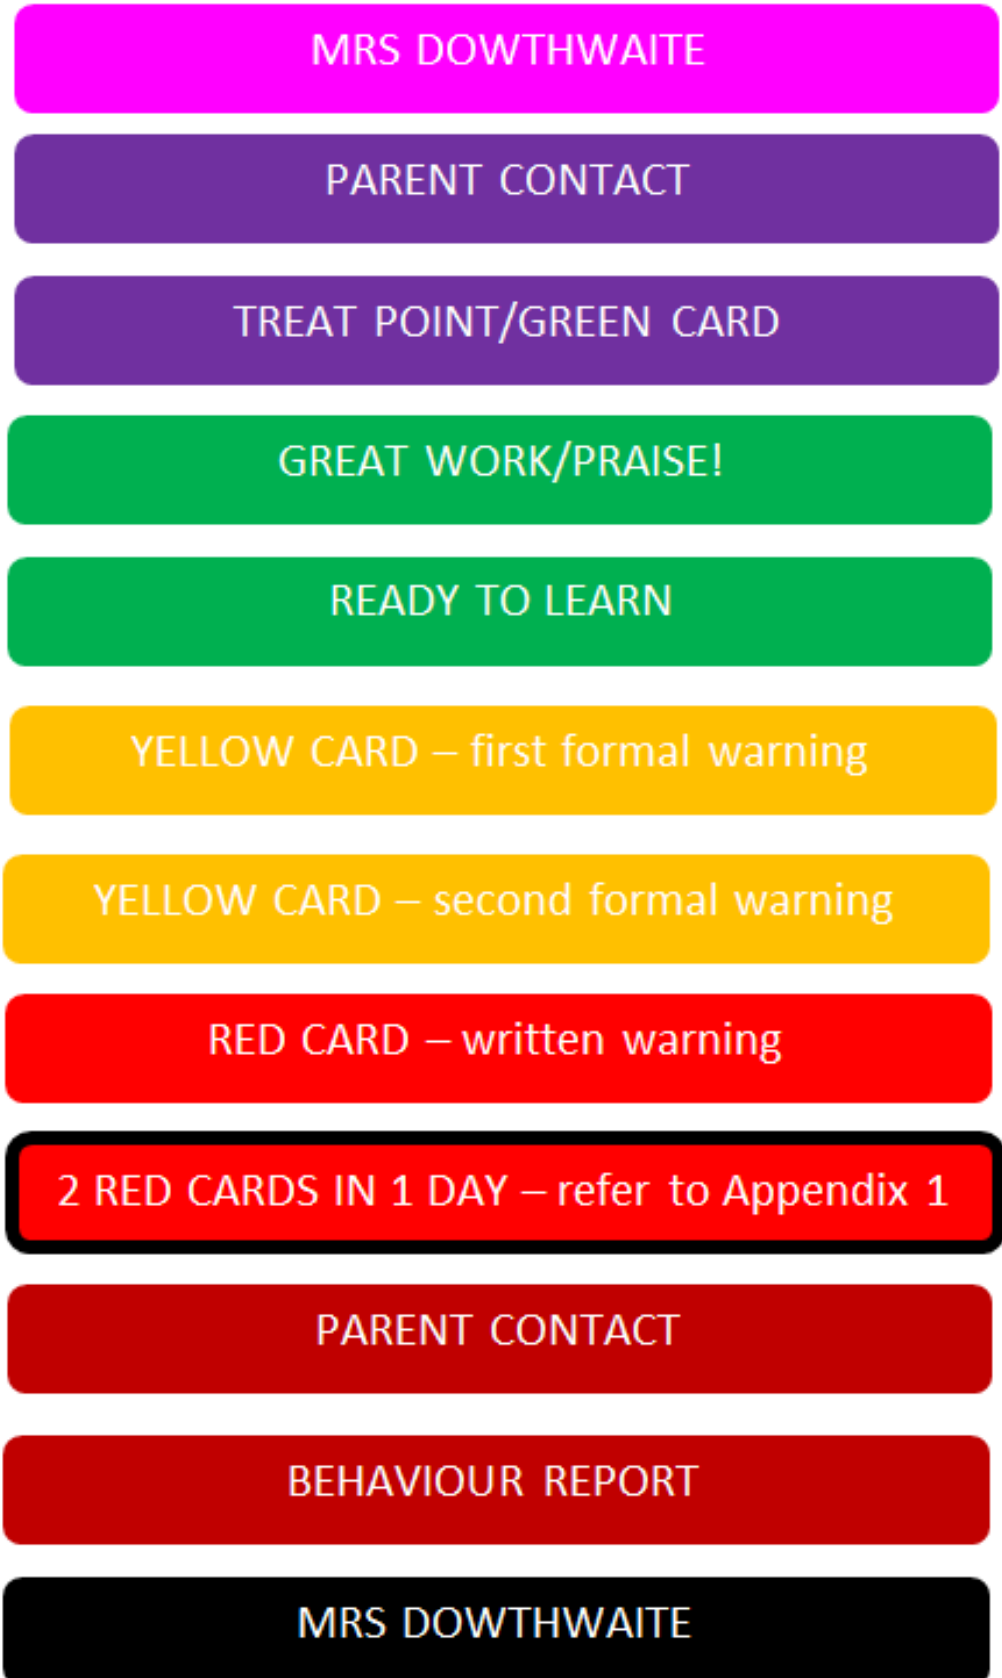 MRS DOWTHWAITE
PARENT CONTACT
TREAT POINT/GREEN CARD
GREAT WORK/PRAISE!
READY TO LEARN
YELLOW CARD – first formal warning
YELLOW CARD – second formal warning
RED CARD – written warning
2 RED CARDS IN 1 DAY – refer to Appendix 1
PARENT CONTACT
BEHAVIOUR REPORT
MRS DOWTHWAITE